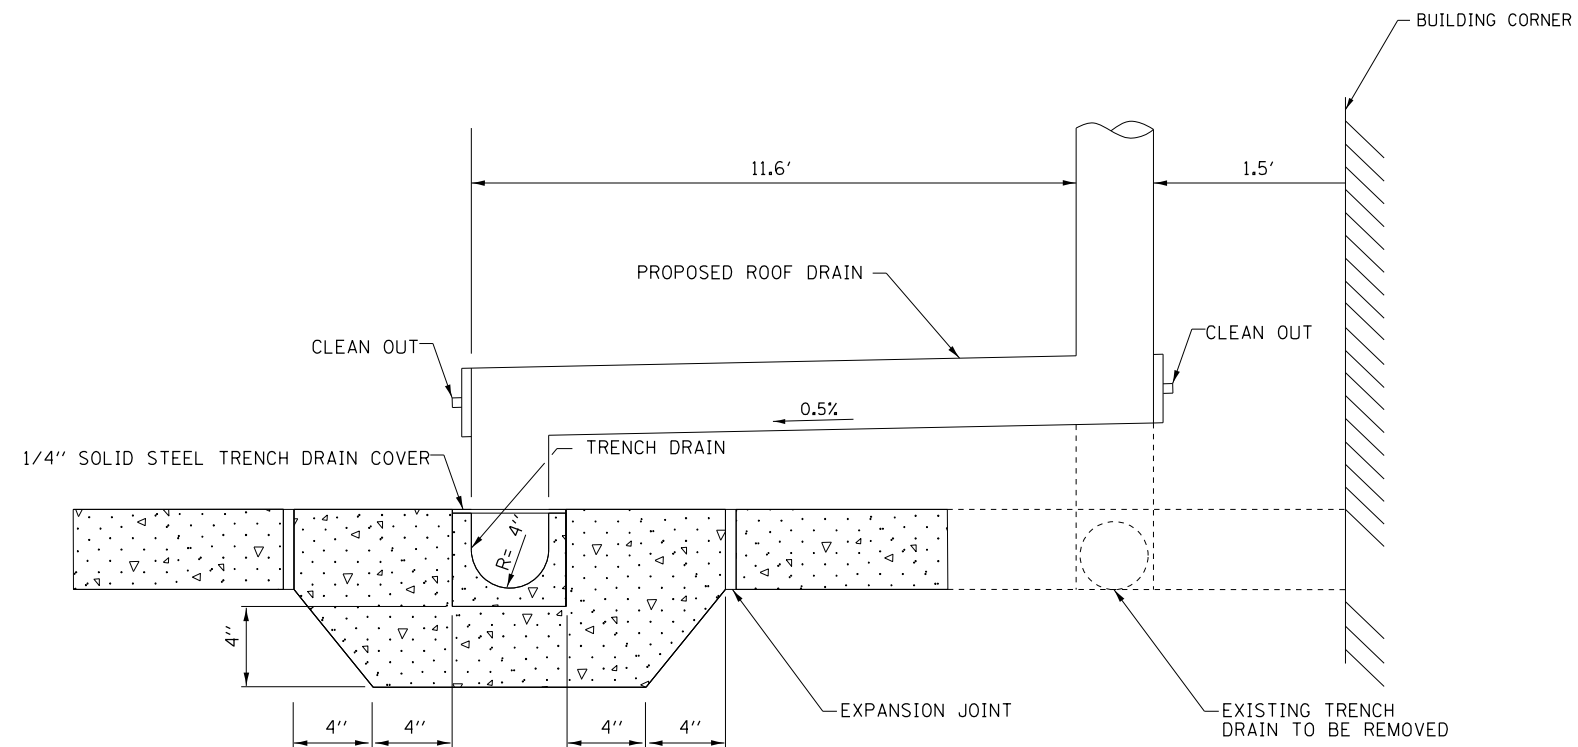 BUILDING CORNER
11.6'
1.5'
PROPOSED ROOF DRAIN
CLEAN OUT
CLEAN OUT
0.5%
TRENCH DRAIN
1/4" SOLID STEEL TRENCH DRAIN COVER
R= 4"
4"
4"
4"
4"
4"
EXPANSION JOINT
EXISTING TRENCH
DRAIN TO BE REMOVED